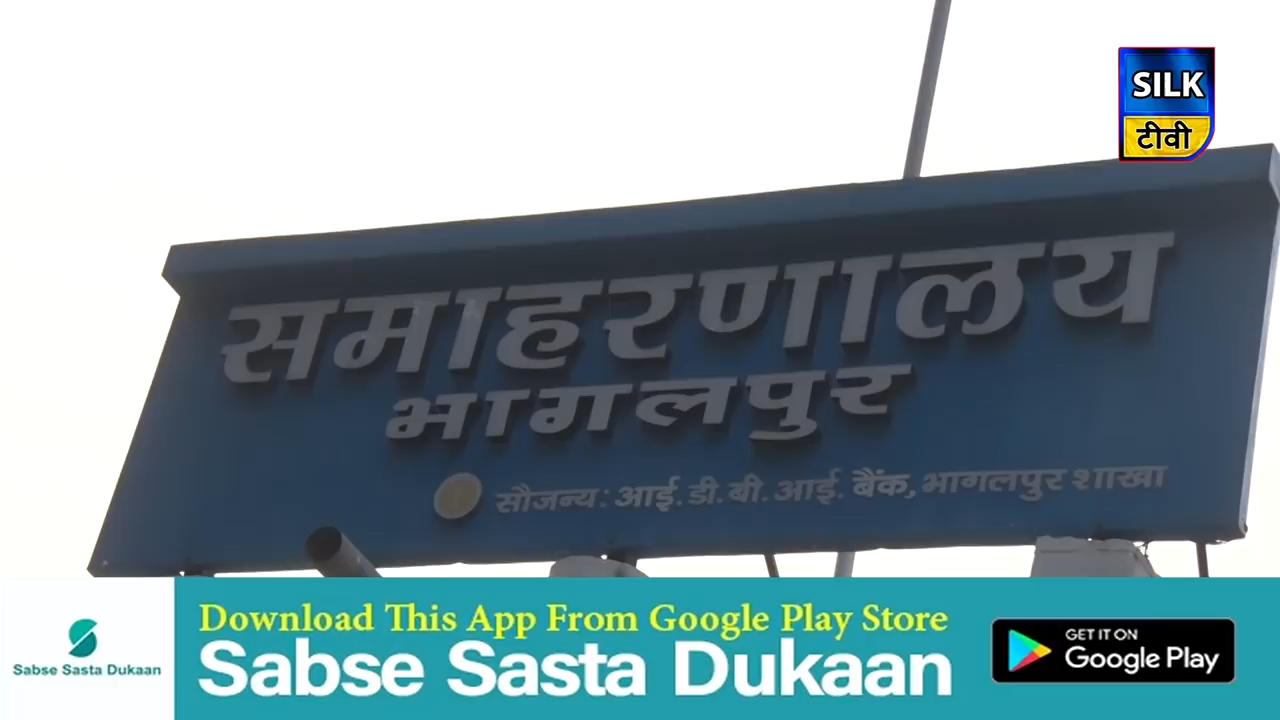 SILK
टीवी
समाहरणालय
भागलपुर
सौजन्य: आई.डी.बी.आई. बैंक, भागलपुर शाखा
Download This App From Google Play Store
Sabse Sasta Dukaan
Sabse Sasta Dukaan
GET IT ON
Google Play